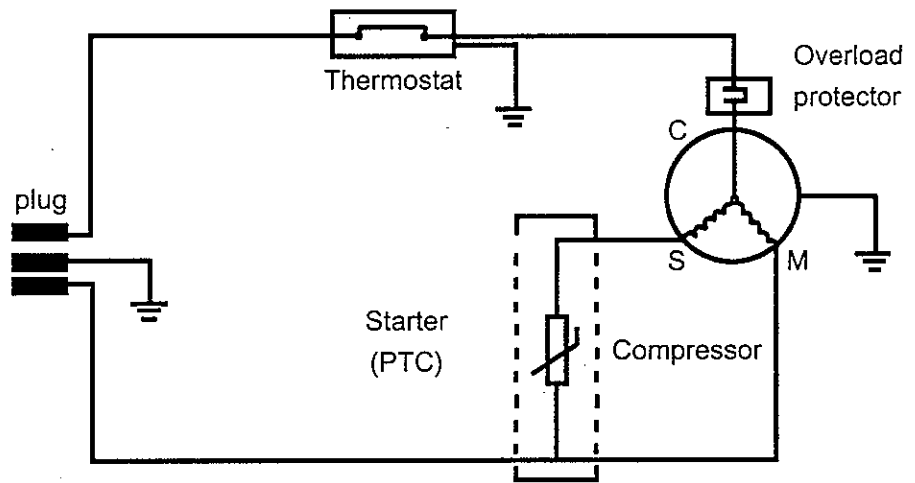 Thermostat
Overload
protector
C
plug
S
M
Starter
(PTC)
Compressor